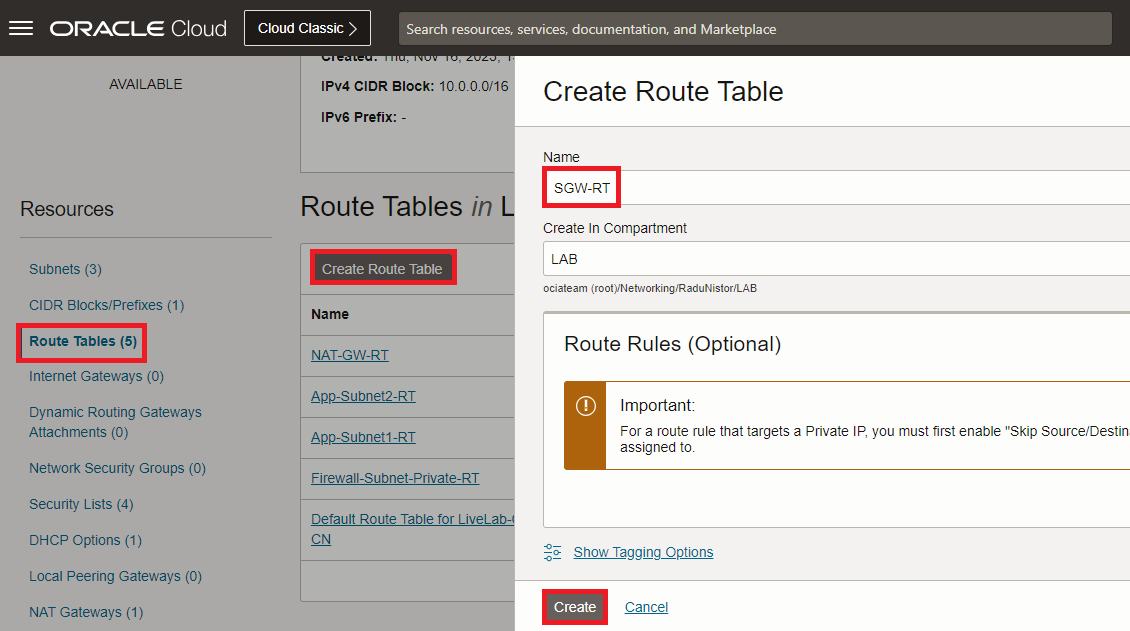 ORACLE Cloud
Cloud Classic
Search resources, services, documentation, and Marketplace
AVAILABLE
Created: Thu, Nov 16, 2023,
IPv4 CIDR Block: 10.0.0.0/16
IPv6 Prefix: -
Resources
Subnets (3)
CIDR Blocks/Prefixes (1)
Route Tables (5)
Internet Gateways (0)
Dynamic Routing Gateways
Attachments (0)
Network Security Groups (0)
Security Lists (4)
DHCP Options (1)
Local Peering Gateways (0)
NAT Gateways (1)
Route Tables in L
Create Route Table
Name
NAT-GW-RT
App-Subnet2-RT
App-Subnet1-RT
Firewall-Subnet-Private-RT
Default Route Table for LiveLab-
CN
Create Route Table
Name
SGW-RT
Create In Compartment
LAB
ociateam (root)/Networking/RaduNistor/LAB
Route Rules (Optional)
Important:
For a route rule that targets a Private IP, you must first enable "Skip Source/Destina
assigned to.
Show Tagging Options
Create
Cancel